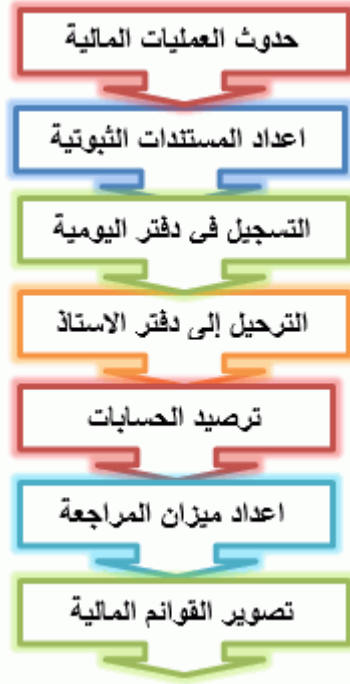 حدوث العمليات المالية
اعداد المستندات الثبوتية
التسجيل فى دفتر اليومية
الترحيل إلى دفتر الاستاذ
ترصيد الحسابات
اعداد ميزان المراجعة
تصوير القوائم المالية